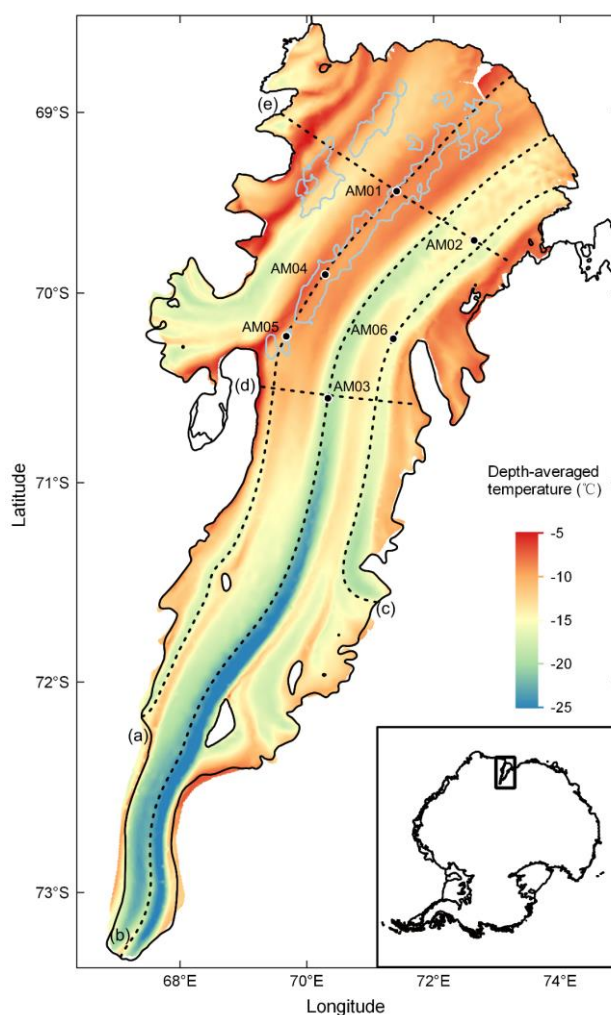 69°S
(e)
AM01
AM02
AM04
70°S
AM05
AM06
(d)
AM03
Latitude
71°S
Depth-averaged
temperature (℃)
-5
-10
-15
-20
-25
(c)
72°S
(a)
73°S
(b)
68°E
70°E
72°E
74°E
Longitude